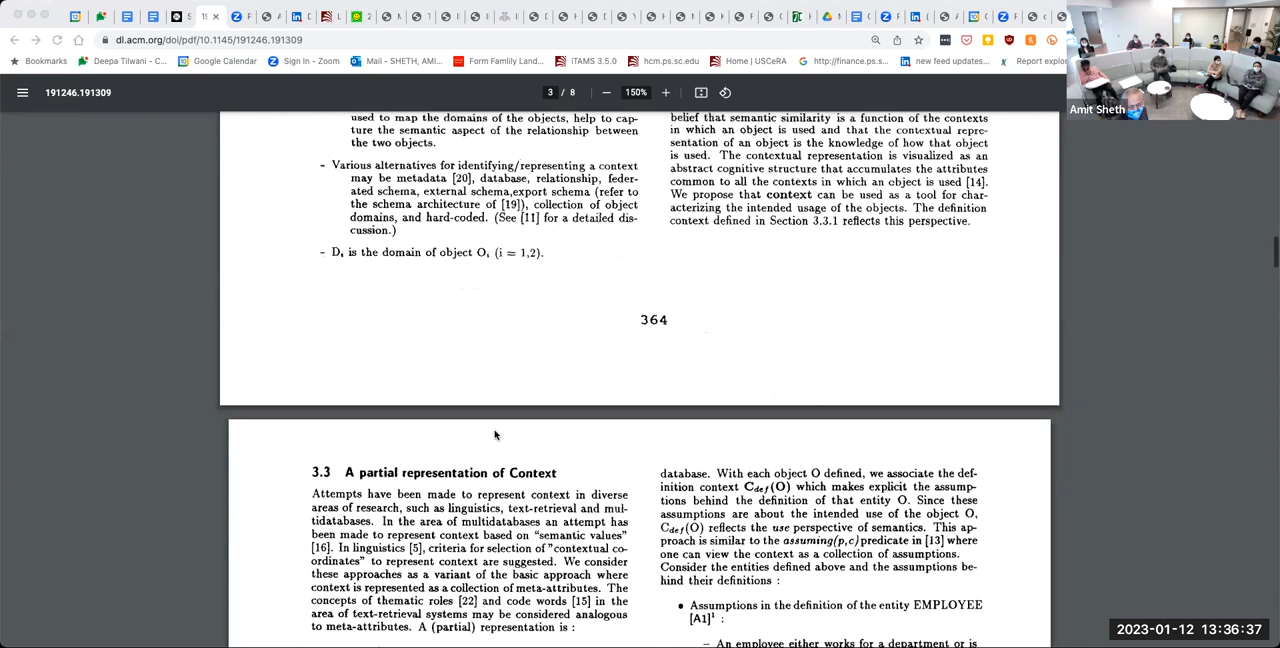 dl.acm.org/doi/pdf/10.1145/191246.191309
Bookmarks
Deepa Tilwani - C...
Google Calendar
Sign In - Zoom
Mail - SHETH, AMI...
Form Famlily Land...
iTAMS 3.5.0
hcm.ps.sc.edu
Home | USCeRA
http://finance.ps.s...
new feed updates...
Report explor
Amit Sheth
191246.191309
3 / 8
150%
used to map the domains of the objects, help to cap-
ture the semantic aspect of the relationship between
the two objects.
- Various alternatives for identifying/representing a context
may be metadata [20], database, relationship, feder-
ated schema, external schema,export schema (refer to
the schema architecture of [19]), collection of object
domains, and hard-coded. (See [11] for a detailed dis-
cussion.)
- Di is the domain of object Oi (i = 1,2).
belief that semantic similarity is a function of the contexts
in which an object is used and that the contextual repre-
sentation of an object is the knowledge of how that object
is used. The contextual representation is visualized as an
abstract cognitive structure that accumulates the attributes
common to all the contexts in which an object is used [14].
We propose that context can be used as a tool for char-
acterizing the intended usage of the objects. The definition
context defined in Section 3.3.1 reflects this perspective.
364
3.3 A partial representation of Context
Attempts have been made to represent context in diverse
areas of research, such as linguistics, text-retrieval and mul-
tidatabases. In the area of multidatabases an attempt has
been made to represent context based on "semantic values"
[16]. In linguistics [5], criteria for selection of "contextual co-
ordinates" to represent context are suggested. We consider
these approaches as a variant of the basic approach where
context is represented as a collection of meta-attributes. The
concepts of thematic roles [22] and code words [15] in the
area of text-retrieval systems may be considered analogous
to meta-attributes. A (partial) representation is :
database. With each object O defined, we associate the def-
inition context Cdef(O) which makes explicit the assump-
tions behind the definition of that entity O. Since these
assumptions are about the intended use of the object O,
Cdef(O) reflects the use perspective of semantics. This ap-
proach is similar to the assuming(p,c) predicate in [13] where
one can view the context as a collection of assumptions.
Consider the entities defined above and the assumptions be-
hind their definitions :
• Assumptions in the definition of the entity EMPLOYEE
[A1]1 :
– An employee either works for a department or is
2023-01-12 13:36:37